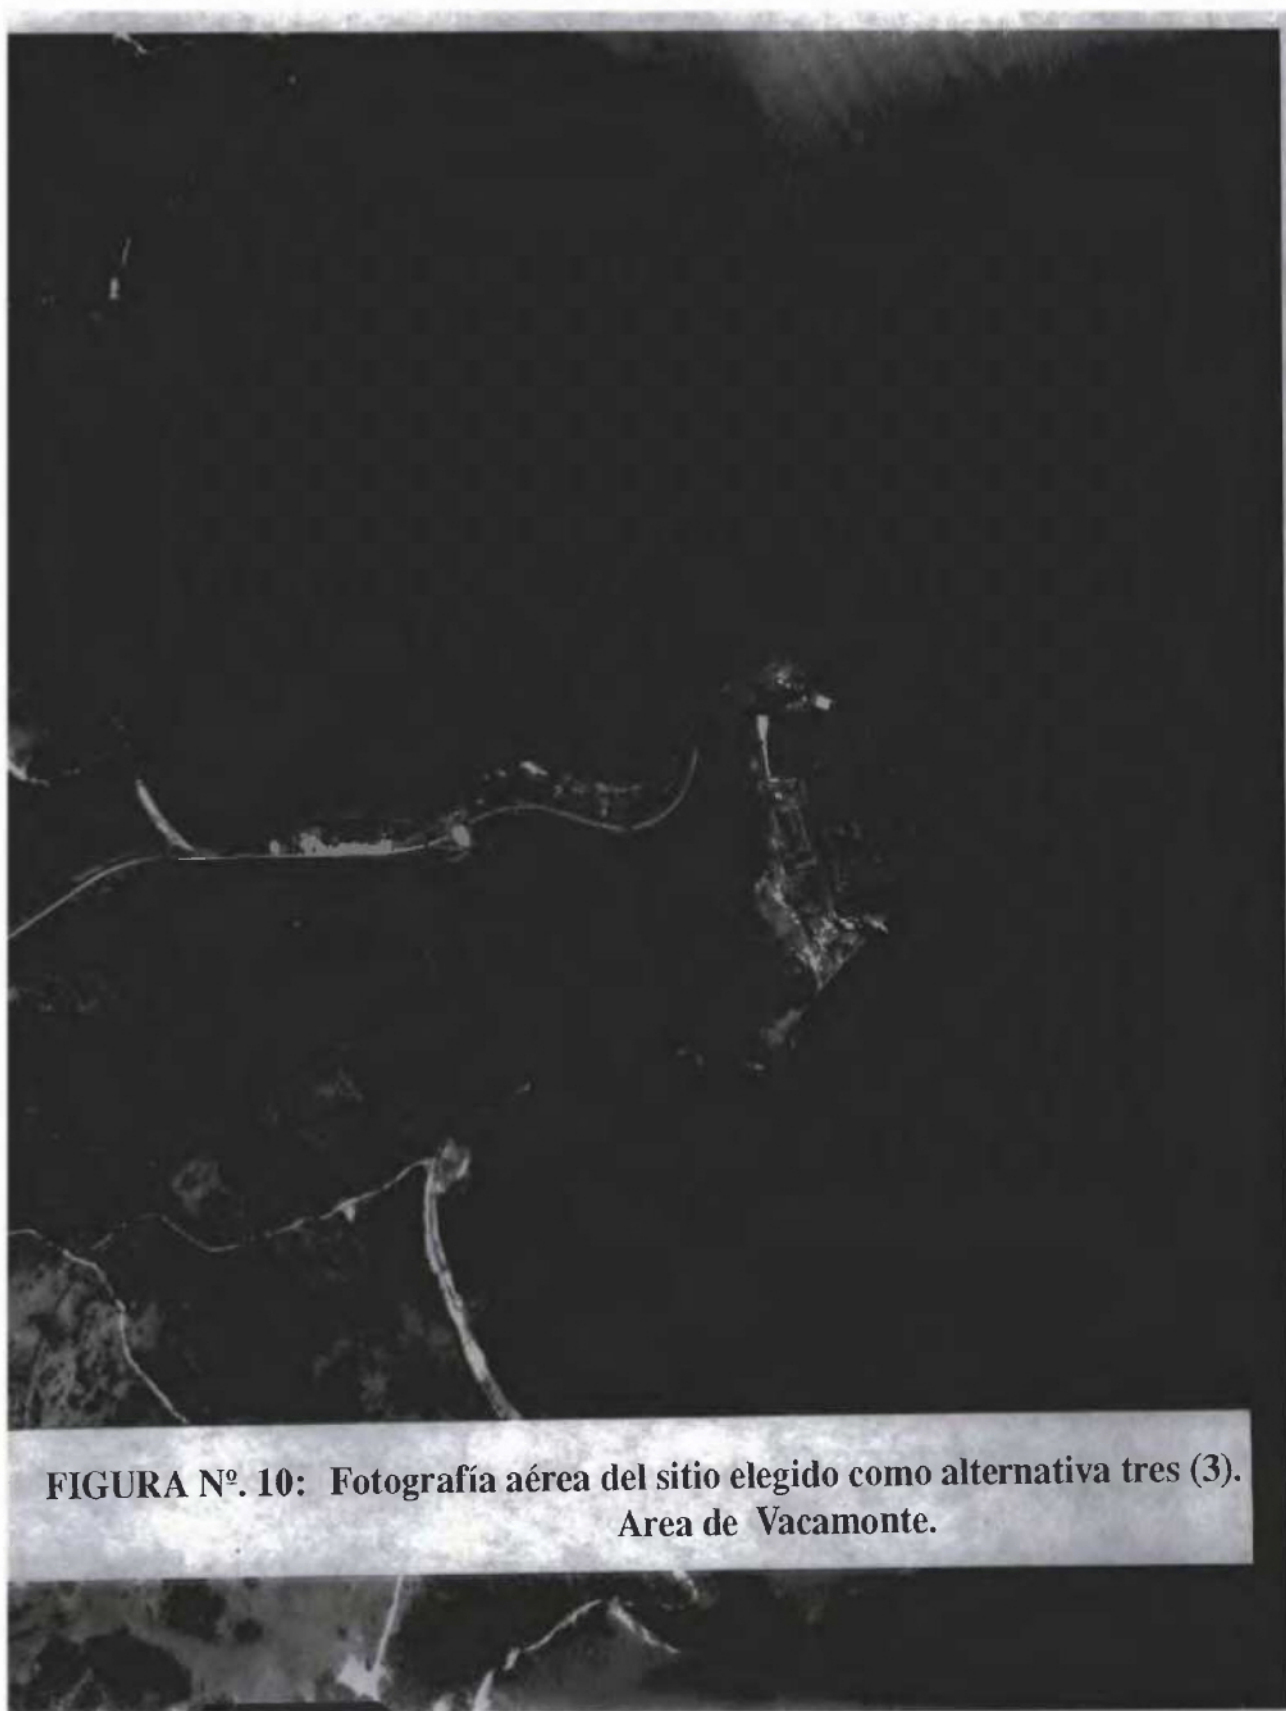 FIGURA Nº. 10: Fotografía aérea del sitio elegido como alternativa tres (3).
Area de Vacamonte.